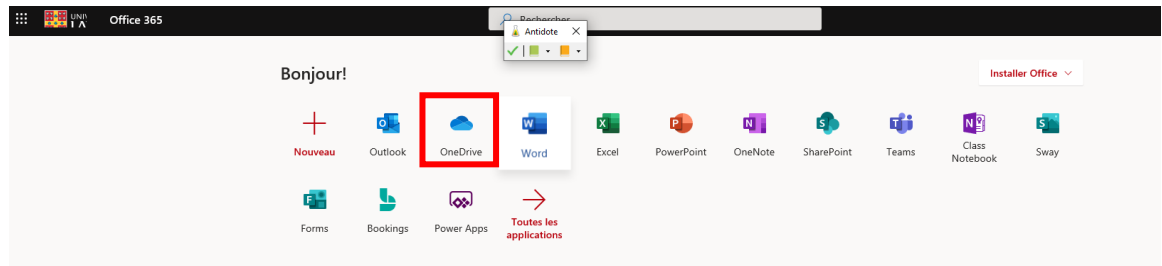 Office 365
Rechercher
Antidote
Bonjour!
Installer Office
Nouveau
Outlook
OneDrive
Word
Excel
PowerPoint
OneNote
SharePoint
Teams
Class
Notebook
Sway
Forms
Bookings
Power Apps
Toutes les
applications